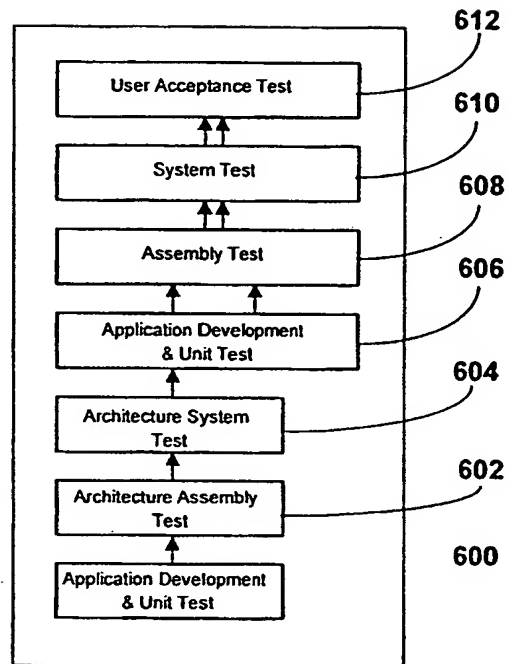 612
User Acceptance Test
610
System Test
608
Assembly Test
606
Application Development
& Unit Test
604
Architecture System
Test
602
Architecture Assembly
Test
600
Application Development
& Unit Test